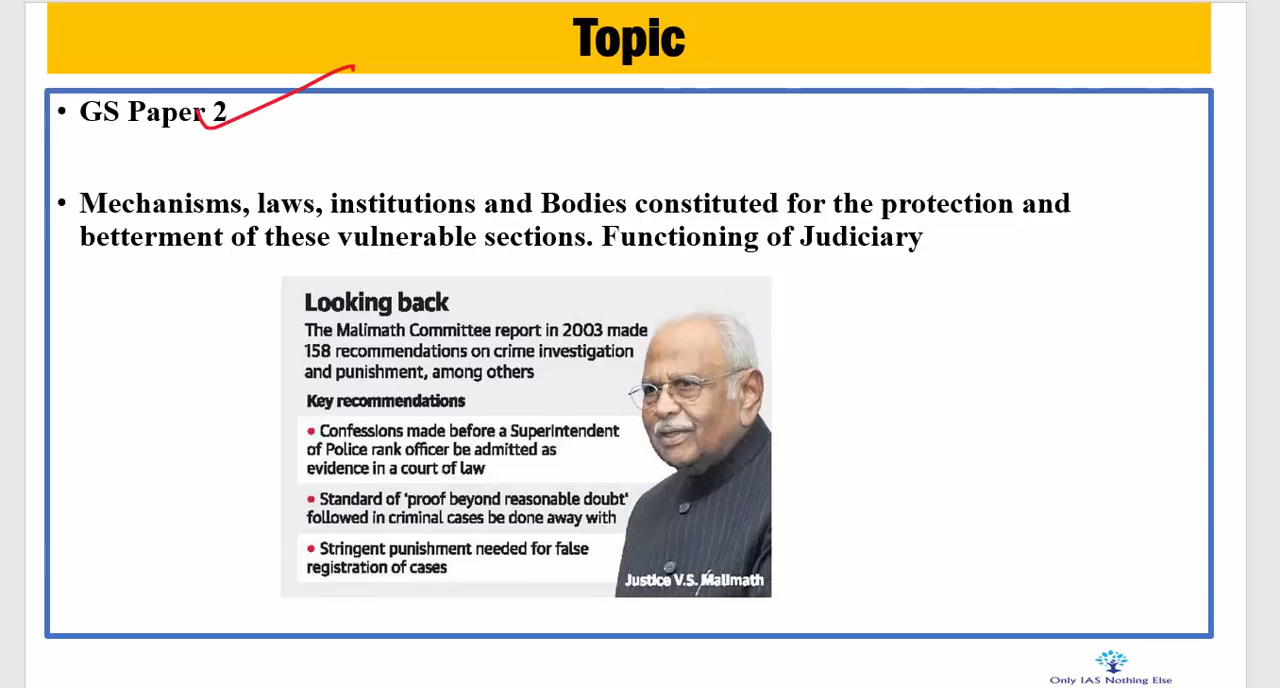 Topic
• GS Paper 2
• Mechanisms, laws, institutions and Bodies constituted for the protection and
betterment of these vulnerable sections. Functioning of Judiciary
Looking back
The Malimath Committee report in 2003 made
158 recommendations on crime investigation
and punishment, among others
Key recommendations
• Confessions made before a Superintendent
of Police rank officer be admitted as
evidence in a court of law
• Standard of 'proof beyond reasonable doubt'
followed in criminal cases be done away with
• Stringent punishment needed for false
registration of cases
Justice V.S. Malimath
Only IAS Nothing Else